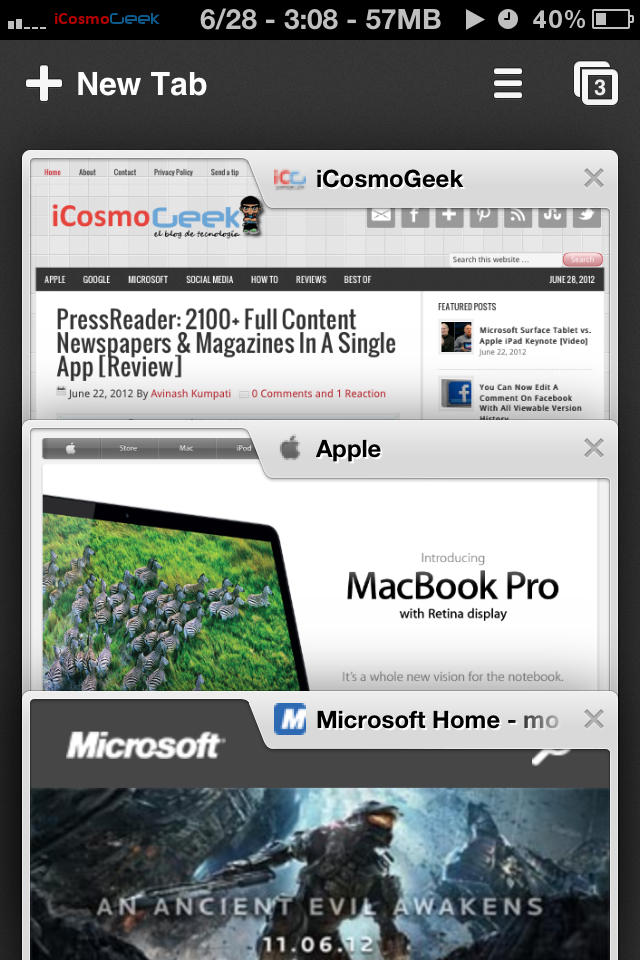 iCosmoGeek 6/28 - 3:08 - 57MB 40%
New Tab 3
iCosmoGeek
Home About Contact Privacy Policy Send a tip
iCosmoGeek
el blog de tecnología
Search this website ... Search
APPLE GOOGLE MICROSOFT SOCIAL MEDIA HOW TO REVIEWS BEST OF JUNE 28, 2012
PressReader: 2100+ Full Content
Newspapers & Magazines In A Single
App [Review]
June 22, 2012 By Avinash Kumpati 0 Comments and 1 Reaction
FEATURED POSTS
Microsoft Surface Tablet vs.
Apple iPad Keynote [Video]
June 22, 2012
You Can Now Edit A
Comment On Facebook
With All Viewable Version
History
Apple
Store Mac iPod
Introducing
MacBook Pro
with Retina display
It's a whole new vision for the notebook.
Microsoft Home - mo
Microsoft
AN ANCIENT EVIL AWAKENS
11.06.12